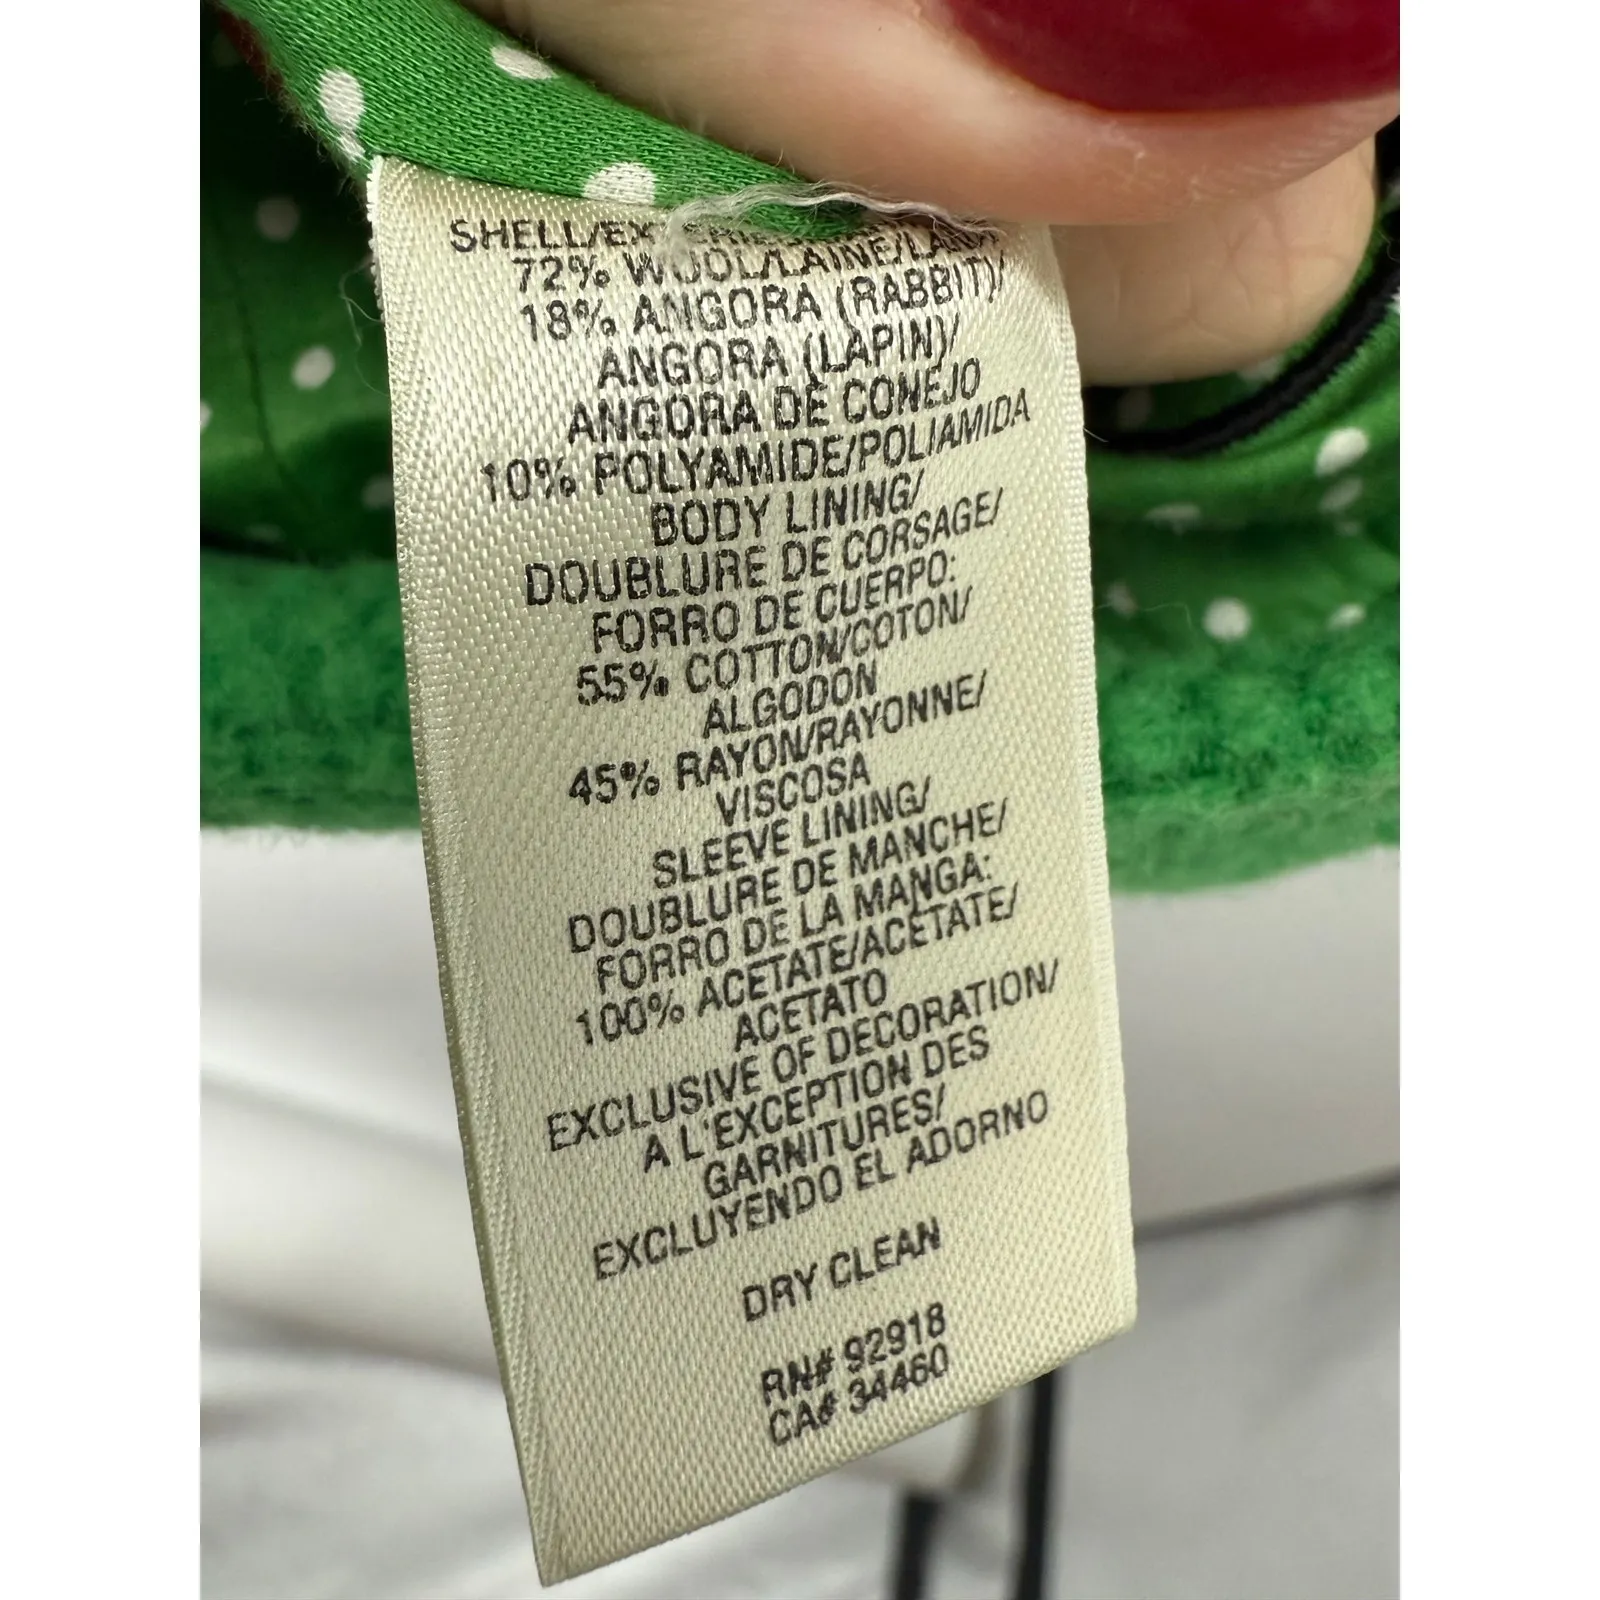 72% WOOL/LAINE/LANA
18% ANGORA (RABBIT)/
ANGORA (LAPIN)/
ANGORA DE CONEJO
10% POLYAMIDE/POLIAMIDA
BODY LINING/
DOUBLURE DE CORSAGE/
FORRO DE CUERPO:
55% COTTON/COTON/
ALGODON
45% RAYON/RAYONNE/
VISCOSA
SLEEVE LINING/
DOUBLURE DE MANCHE/
FORRO DE LA MANGA:
100% ACETATE/ACÉTATE/
ACETATO
EXCLUSIVE OF DECORATION/
A L'EXCEPTION DES
GARNITURES/
EXCLUYENDO EL ADORNO
DRY CLEAN
RN# 92918
CA# 34460